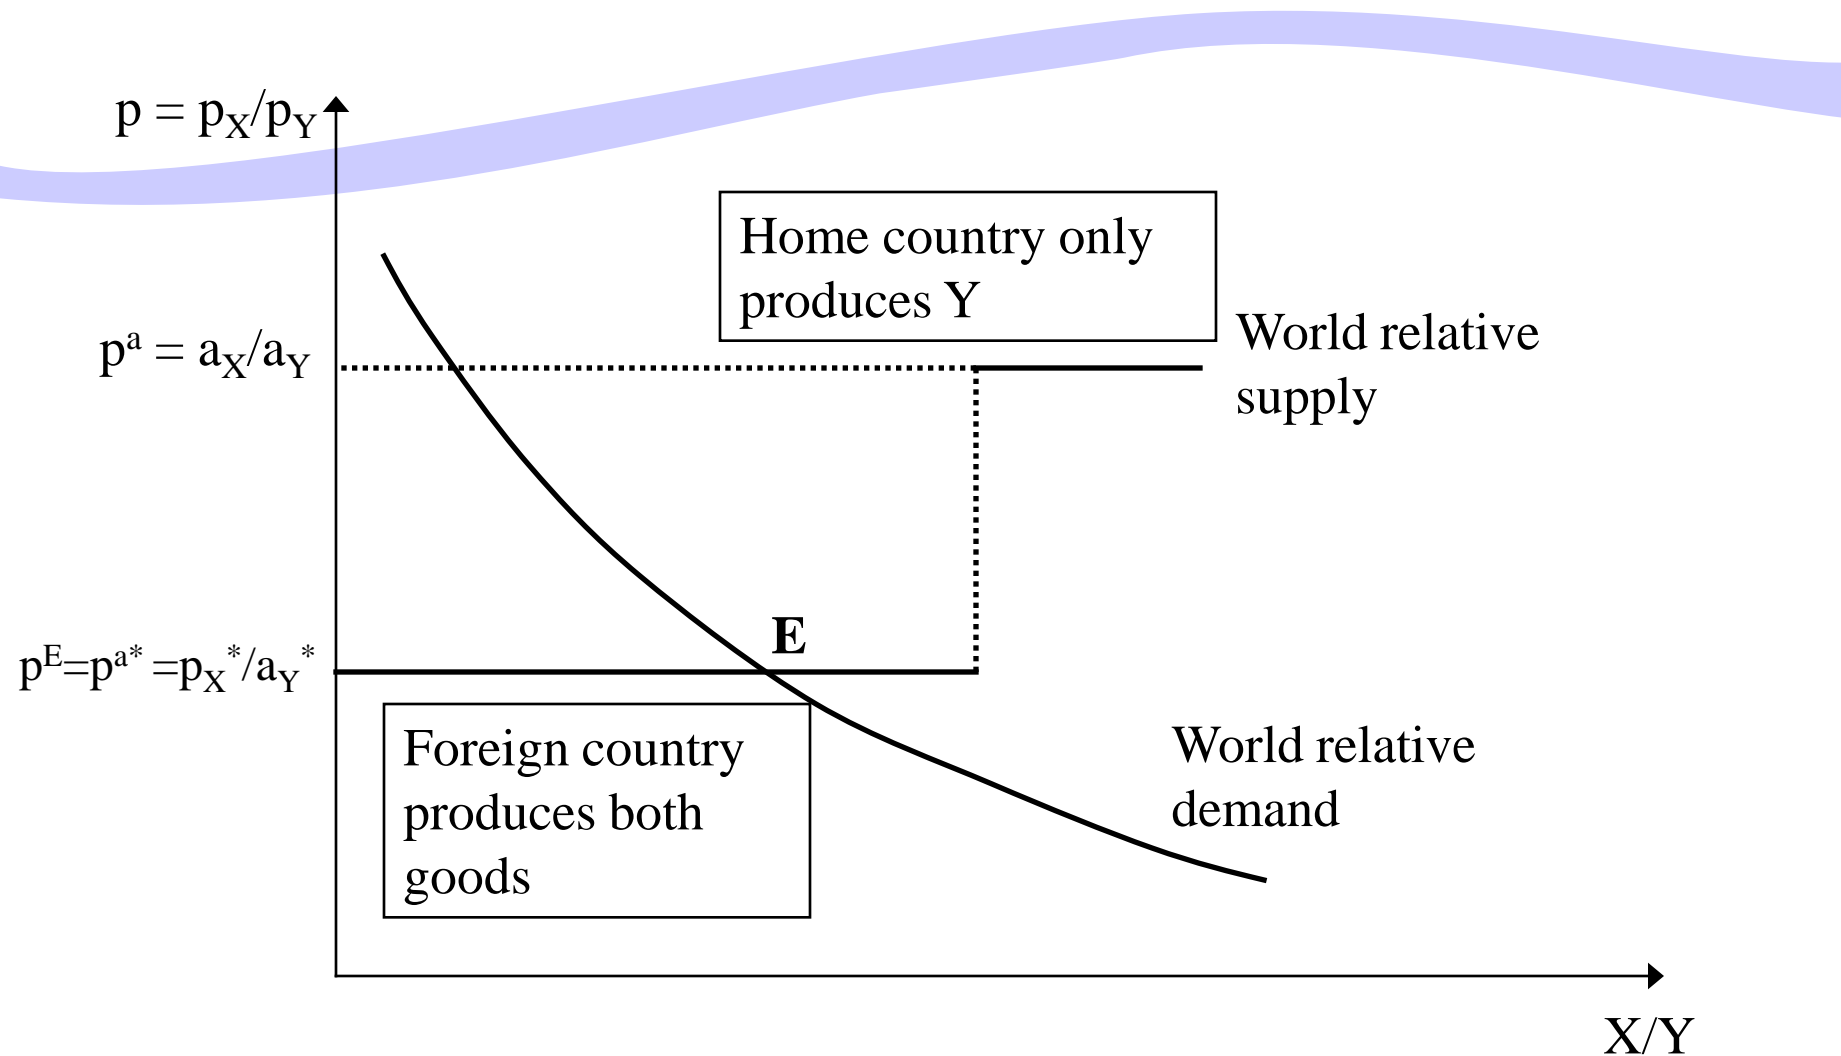 p = pX/pY
Home country only
produces Y
World relative
supply
pa = aX/aY
E
pE=pa* =pX*/aY*
Foreign country
produces both
goods
World relative
demand
X/Y